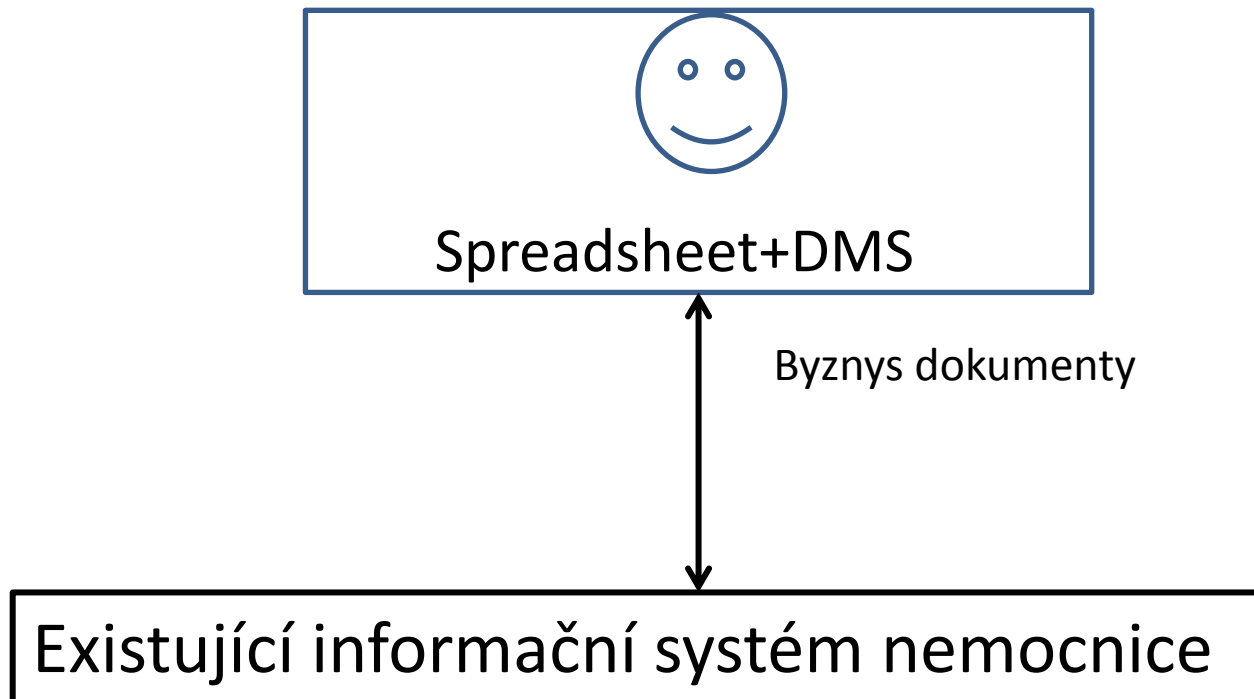 Spreadsheet+DMS
Byznys dokumenty
Existující informační systém nemocnice